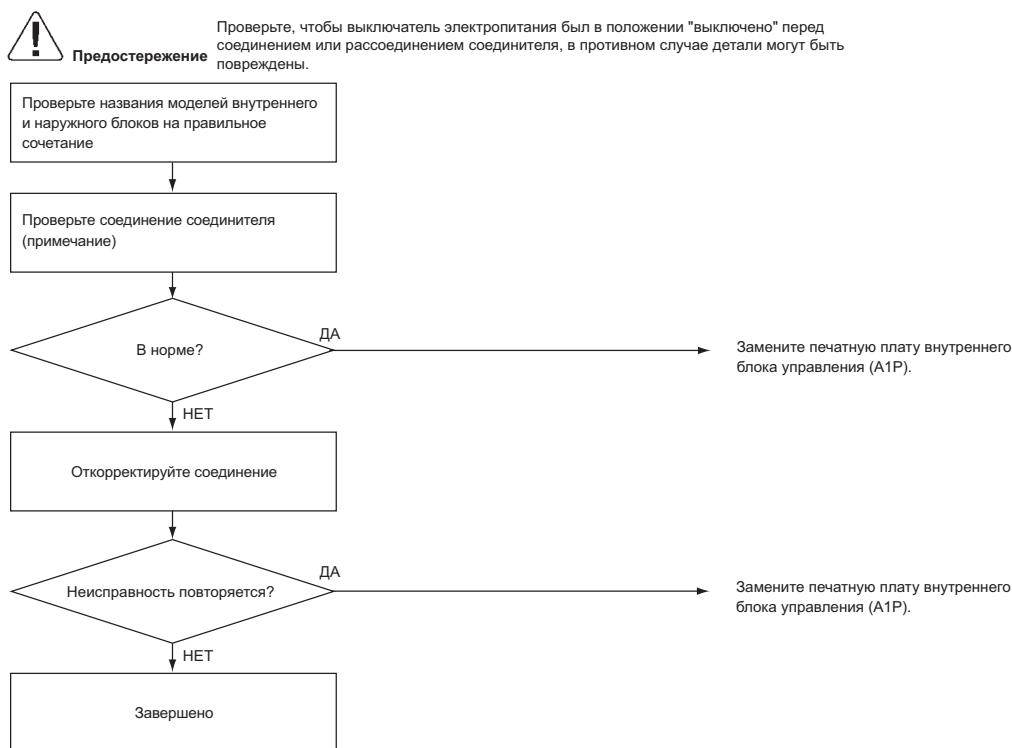 Проверьте, чтобы выключатель электропитания был в положении "выключено" перед
соединением или рассоединением соединителя, в противном случае детали могут быть
повреждены.
Предостережение
Проверьте названия моделей внутреннего
и наружного блоков на правильное
сочетание
Проверьте соединение соединителя
(примечание)
В норме?
ДА
Замените печатную плату внутреннего
блока управления (A1P).
НЕТ
Откорректируйте соединение
Неисправность повторяется?
ДА
Замените печатную плату внутреннего
блока управления (A1P).
НЕТ
Завершено